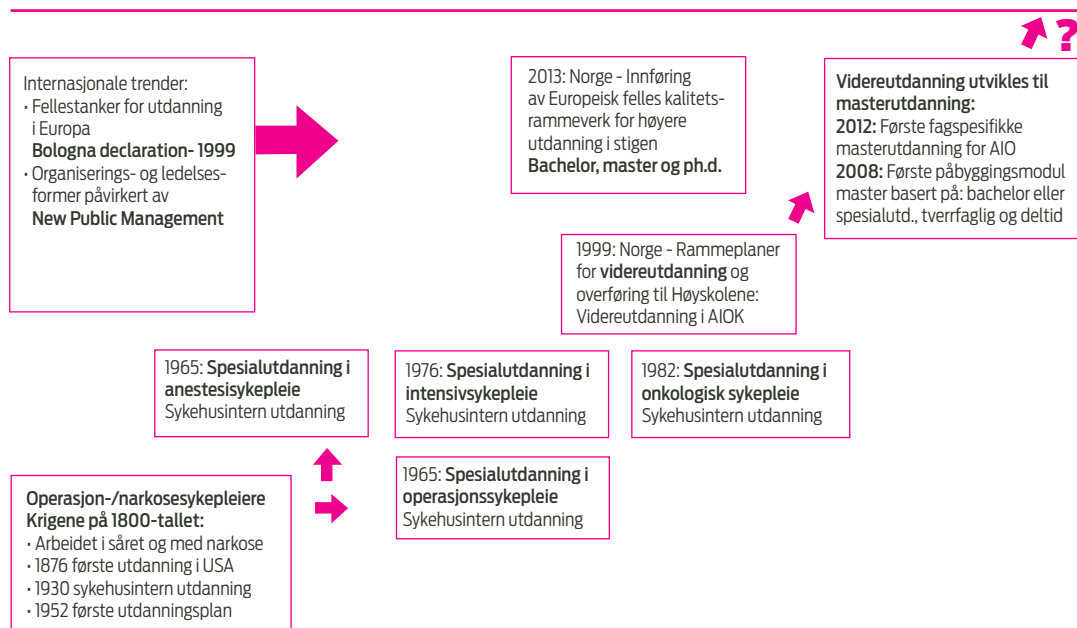 ?
Internasjonale trender:
· Fellestanker for utdanning
i Europa
Bologna declaration- 1999
· Organiserings- og ledelses-
former påvirkert av
New Public Management
2013: Norge - Innføring
av Europeisk felles kalitets-
rammeverk for høyere
utdanning i stigen
Bachelor, master og ph.d.
Videreutdanning utvikles til
masterutdanning:
2012: Første fagspesifikke
masterutdanning for AIO
2008: Første påbyggingsmodul
master basert på: bachelor eller
spesialutd., tverrfaglig og deltid
1999: Norge - Rammeplaner
for videreutdanning og
overføring til Høyskolene:
Videreutdanning i AIOK
1965: Spesialutdanning i
anestesisykepleie
Sykehusintern utdanning
1976: Spesialutdanning i
intensivsykepleie
Sykehusintern utdanning
1982: Spesialutdanning i
onkologisk sykepleie
Sykehusintern utdanning
1965: Spesialutdanning i
operasjonssykepleie
Sykehusintern utdanning
Operasjon-/narkosesykepleiere
Krigene på 1800-tallet:
· Arbeidet i såret og med narkose
· 1876 første utdanning i USA
· 1930 sykehusintern utdanning
· 1952 første utdanningsplan